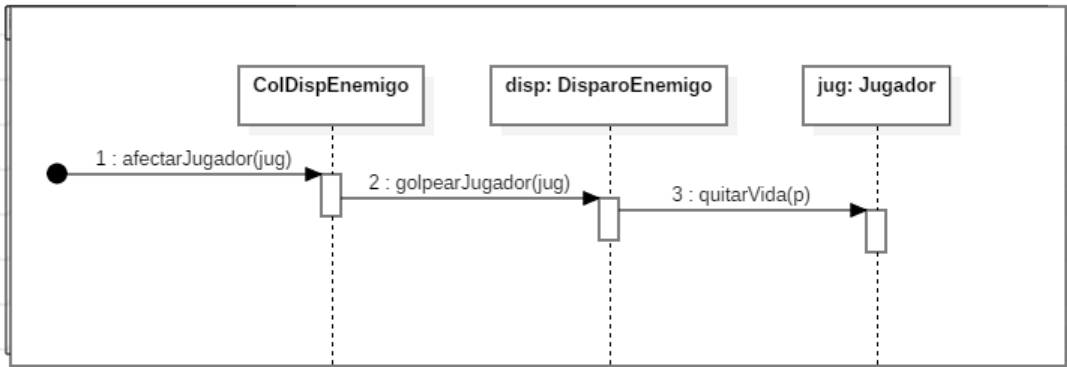 ColDispEnemigo
disp: DisparoEnemigo
jug: Jugador
1 : afectarJugador(jug)
2 : golpearJugador(jug)
3 : quitarVida(p)